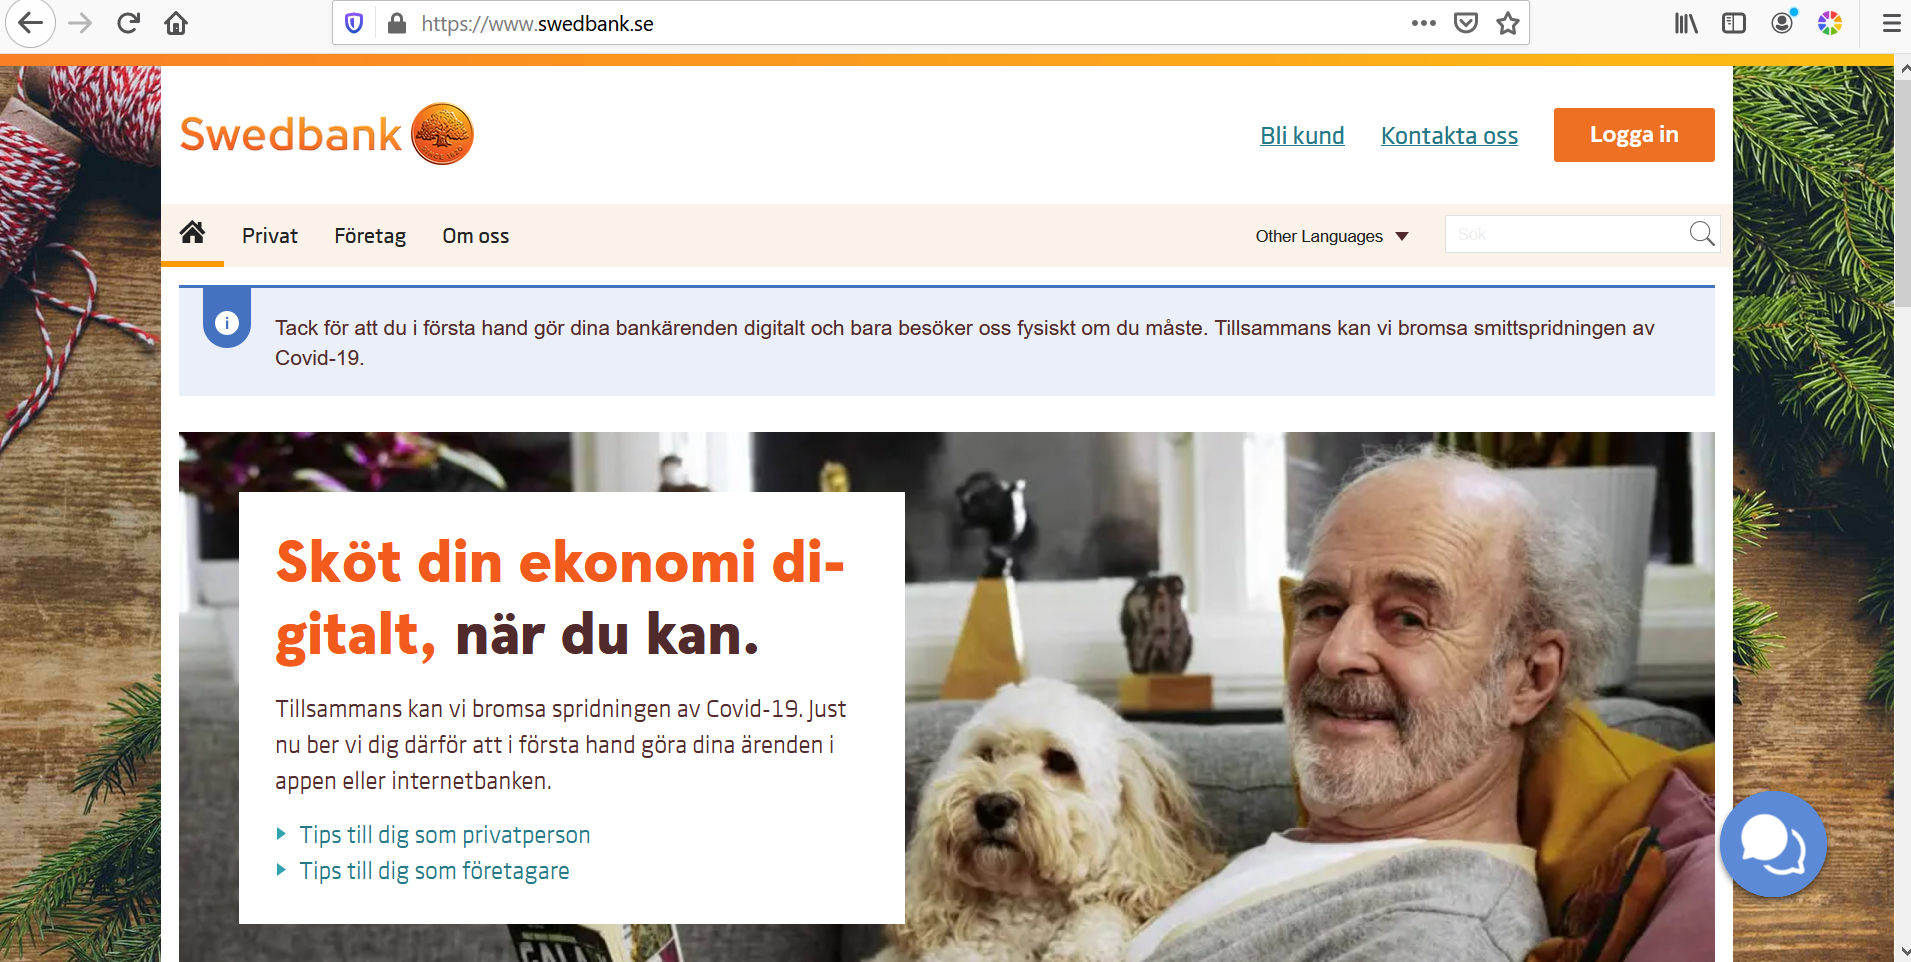 https://www.swedbank.se
Swedbank
SINCE 1820
Bli kund
Kontakta oss
Logga in
Privat
Företag
Om oss
Other Languages
Sök
i
Tack för att du i första hand gör dina bankärenden digitalt och bara besöker oss fysiskt om du måste. Tillsammans kan vi bromsa smittspridningen av
Covid-19.
Sköt din ekonomi di-
gitalt, när du kan.
Tillsammans kan vi bromsa spridningen av Covid-19. Just
nu ber vi dig därför att i första hand göra dina ärenden i
appen eller internetbanken.
Tips till dig som privatperson
Tips till dig som företagare